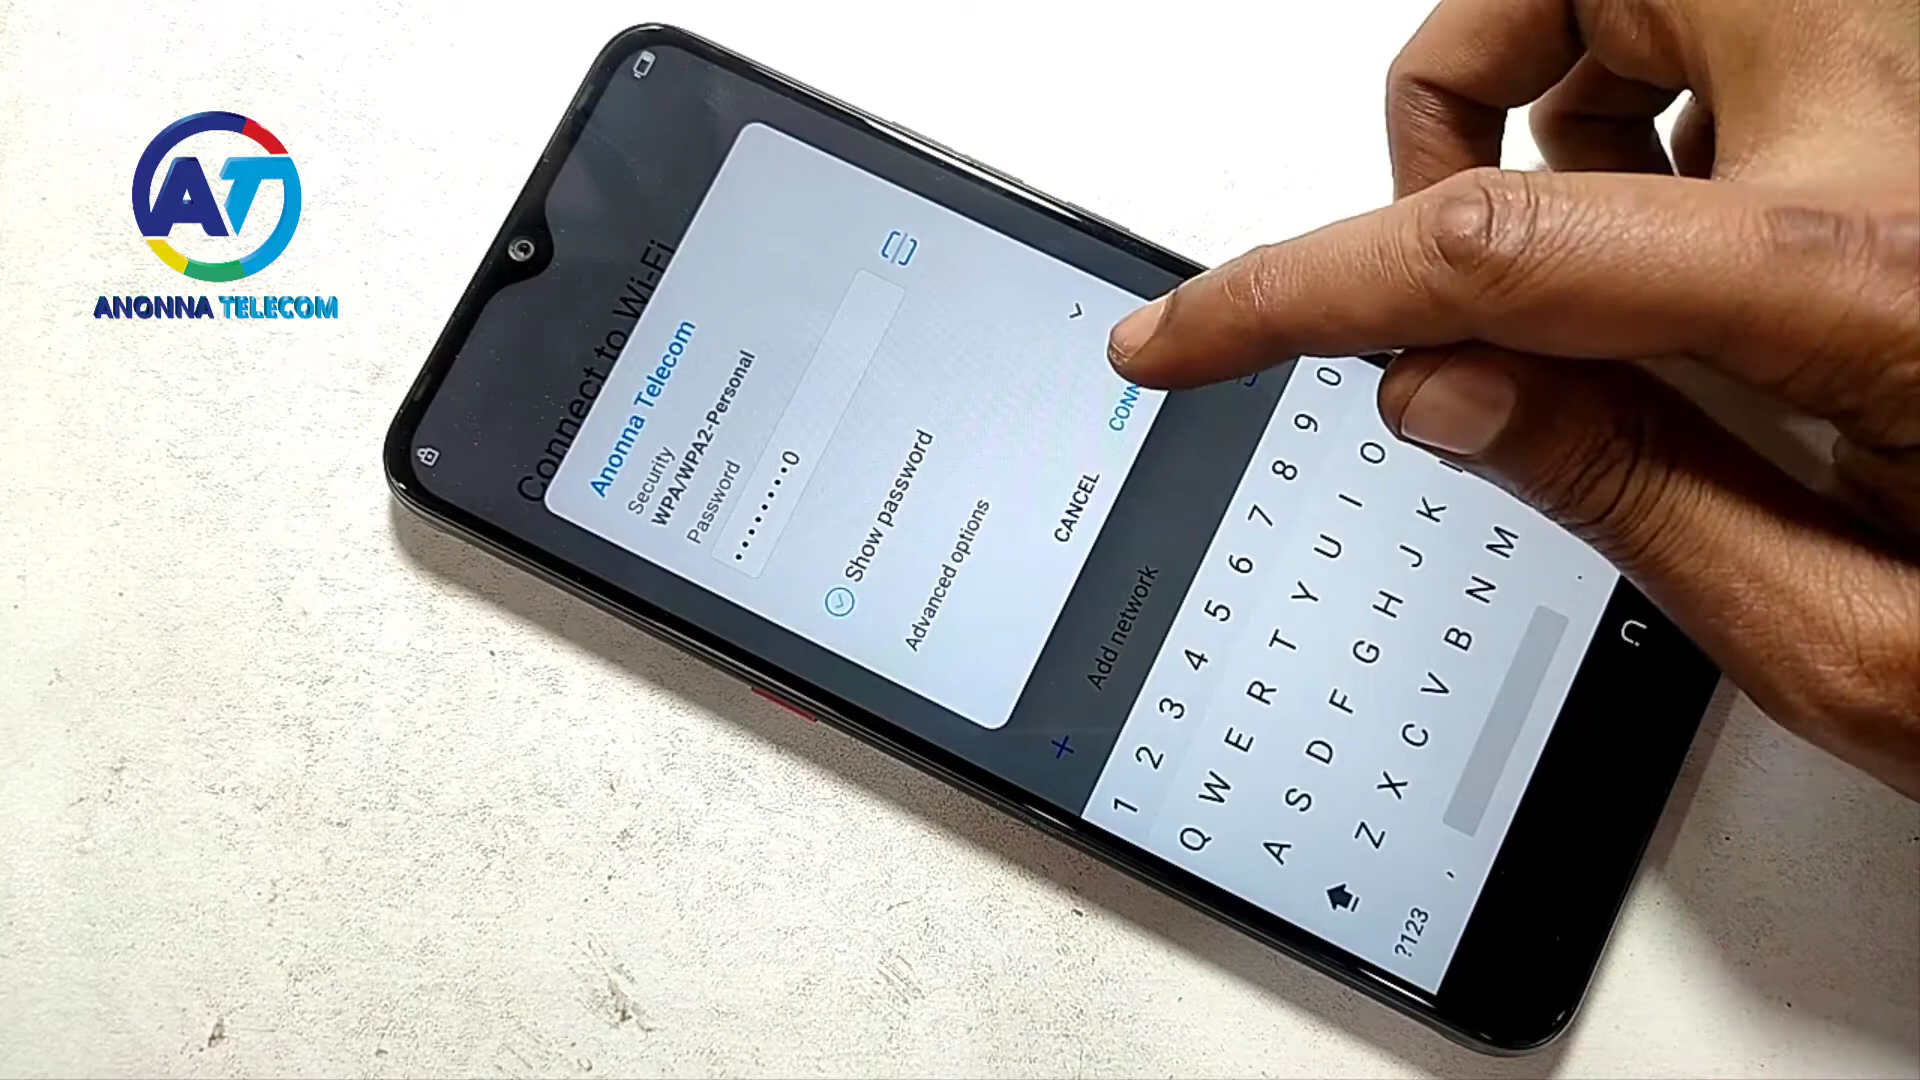 ANONNA TELECOM
Connect to Wi-Fi
Anonna Telecom
Security
WPA/WPA2-Personal
Password
••••••••0
Show password
Advanced options
CANCEL
CONN
Add network
1 2 3 4 5 6 7 8 9 0
Q W E R T Y U I O
A S D F G H J K
Z X C V B N M
?123 , .